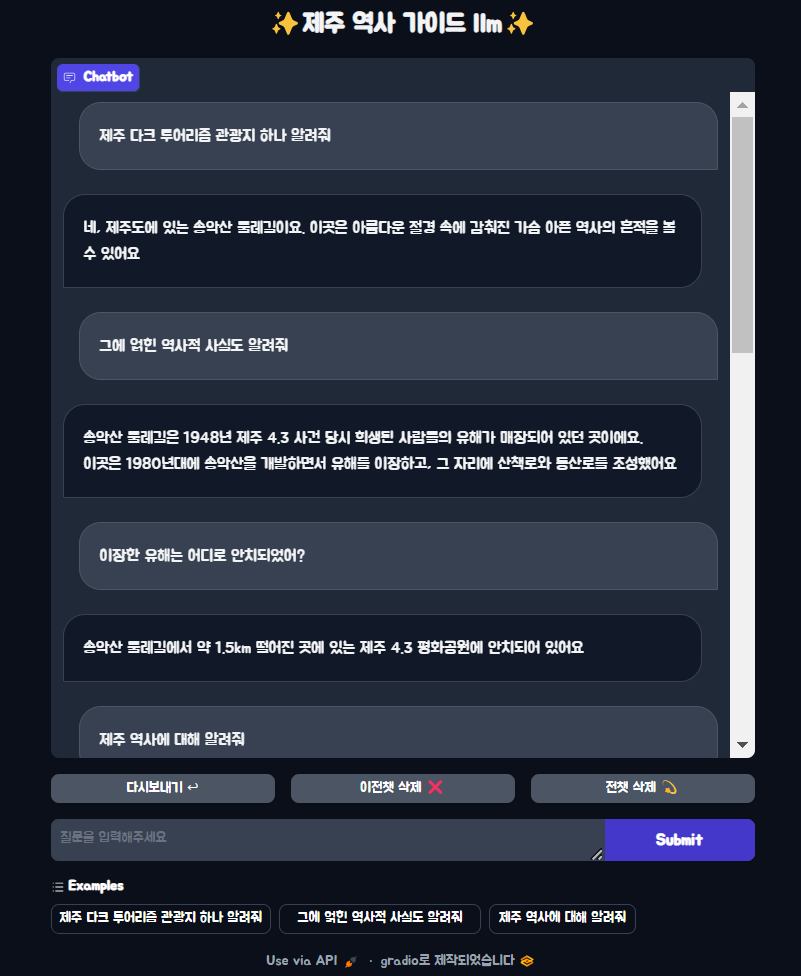 ✨제주 역사 가이드 llm✨
Chatbot
제주 다크 투어리즘 관광지 하나 알려줘
네, 제주도에 있는 송악산 둘레길이요. 이곳은 아름다운 절경 속에 감춰진 가슴 아픈 역사의 흔적을 볼
수 있어요
그에 얽힌 역사적 사실도 알려줘
송악산 둘레길은 1948년 제주 4.3 사건 당시 희생된 사람들의 유해가 매장되어 있던 곳이에요.
이곳은 1980년대에 송악산을 개발하면서 유해를 이장하고, 그 자리에 산책로와 등산로를 조성했어요
이장한 유해는 어디로 안치되었어?
송악산 둘레길에서 약 1.5km 떨어진 곳에 있는 제주 4.3 평화공원에 안치되어 있어요
제주 역사에 대해 알려줘
다시보내기 ↩ 이전챗 삭제 ❌ 전챗 삭제 💫
질문을 입력해주세요 Submit
Examples
제주 다크 투어리즘 관광지 하나 알려줘 그에 얽힌 역사적 사실도 알려줘 제주 역사에 대해 알려줘
Use via API 🚀 · gradio로 제작되었습니다